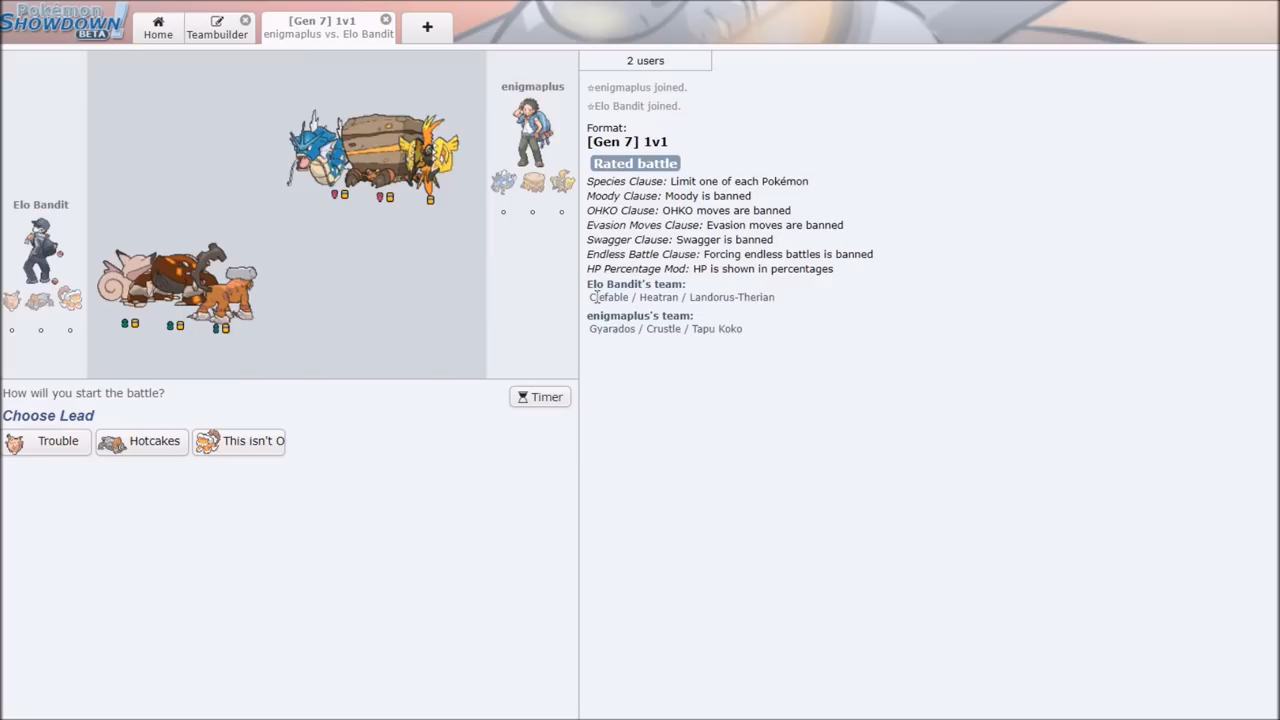 Pokémon
SHOWDOWN!
BETA
Home
Teambuilder
[Gen 7] 1v1
enigmaplus vs. Elo Bandit
+
2 users
enigmaplus
Elo Bandit
☆enigmaplus joined.
☆Elo Bandit joined.
Format:
[Gen 7] 1v1
Rated battle
Species Clause: Limit one of each Pokémon
Moody Clause: Moody is banned
OHKO Clause: OHKO moves are banned
Evasion Moves Clause: Evasion moves are banned
Swagger Clause: Swagger is banned
Endless Battle Clause: Forcing endless battles is banned
HP Percentage Mod: HP is shown in percentages
Elo Bandit's team:
Clefable / Heatran / Landorus-Therian
enigmaplus's team:
Gyarados / Crustle / Tapu Koko
How will you start the battle?
Timer
Choose Lead
Trouble
Hotcakes
This isn't O